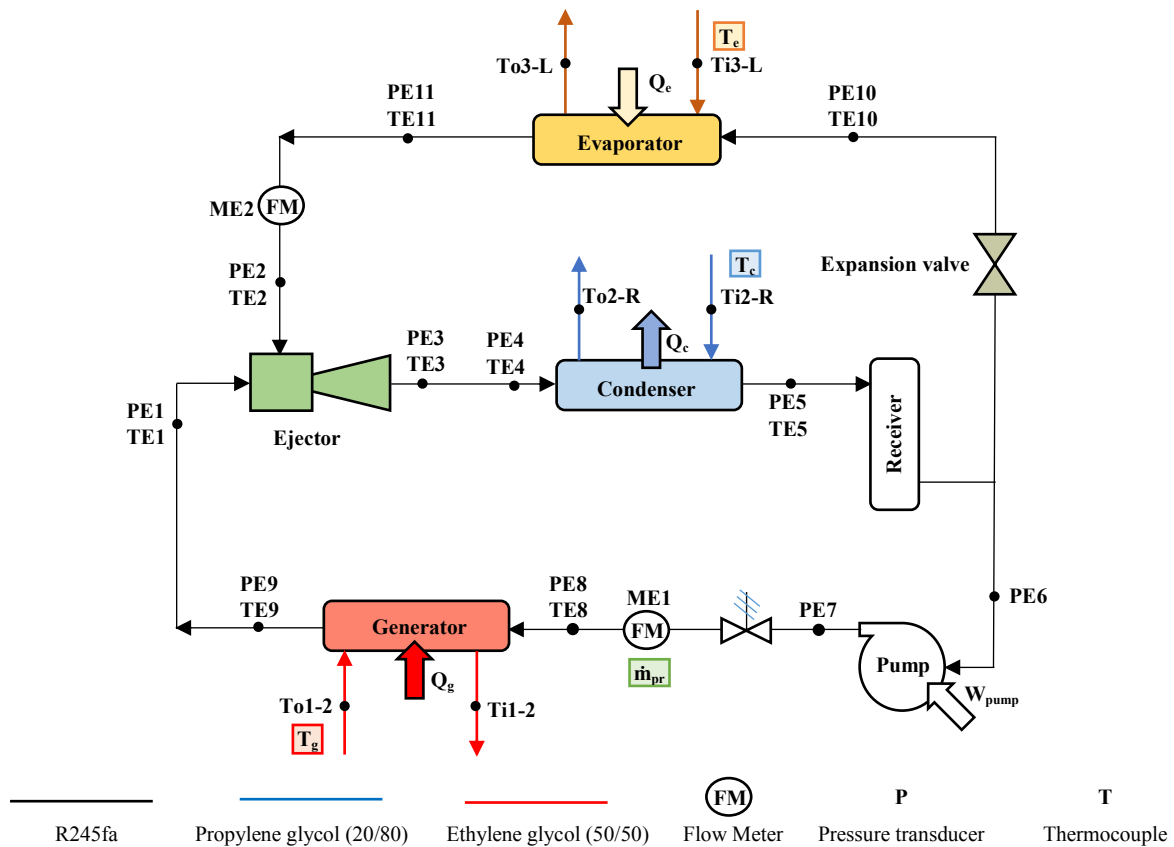 To3-L
Qe
Te
Ti3-L
PE11
TE11
PE10
TE10
Evaporator
ME2
FM
PE2
TE2
Expansion valve
To2-R
Tc
Ti2-R
Qc
PE3
TE3
PE4
TE4
Condenser
PE5
TE5
Receiver
PE1
TE1
Ejector
PE9
TE9
Generator
Qg
To1-2
Tg
Ti1-2
PE8
TE8
ME1
FM
ṁpr
PE7
PE6
Pump
Wpump
FM
P
T
R245fa
Propylene glycol (20/80)
Ethylene glycol (50/50)
Flow Meter
Pressure transducer
Thermocouple